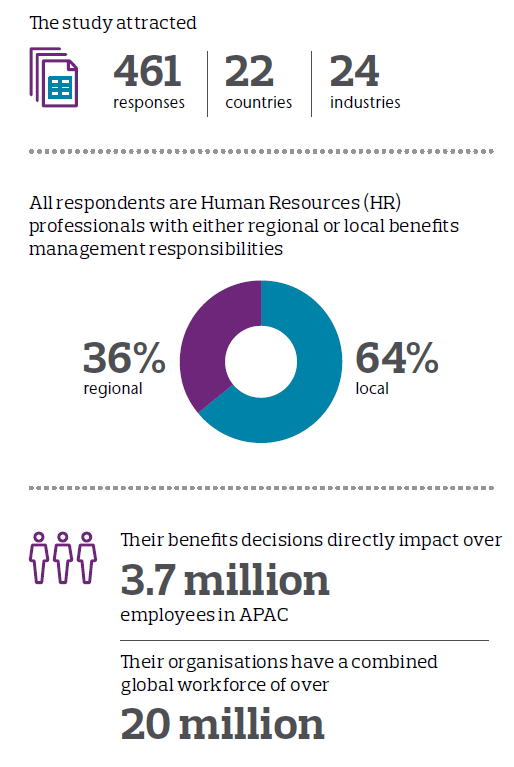 The study attracted
461 22 24
responses countries industries
All respondents are Human Resources (HR)
professionals with either regional or local benefits
management responsibilities
36% 64%
regional local
Their benefits decisions directly impact over
3.7 million
employees in APAC
Their organisations have a combined
global workforce of over
20 million